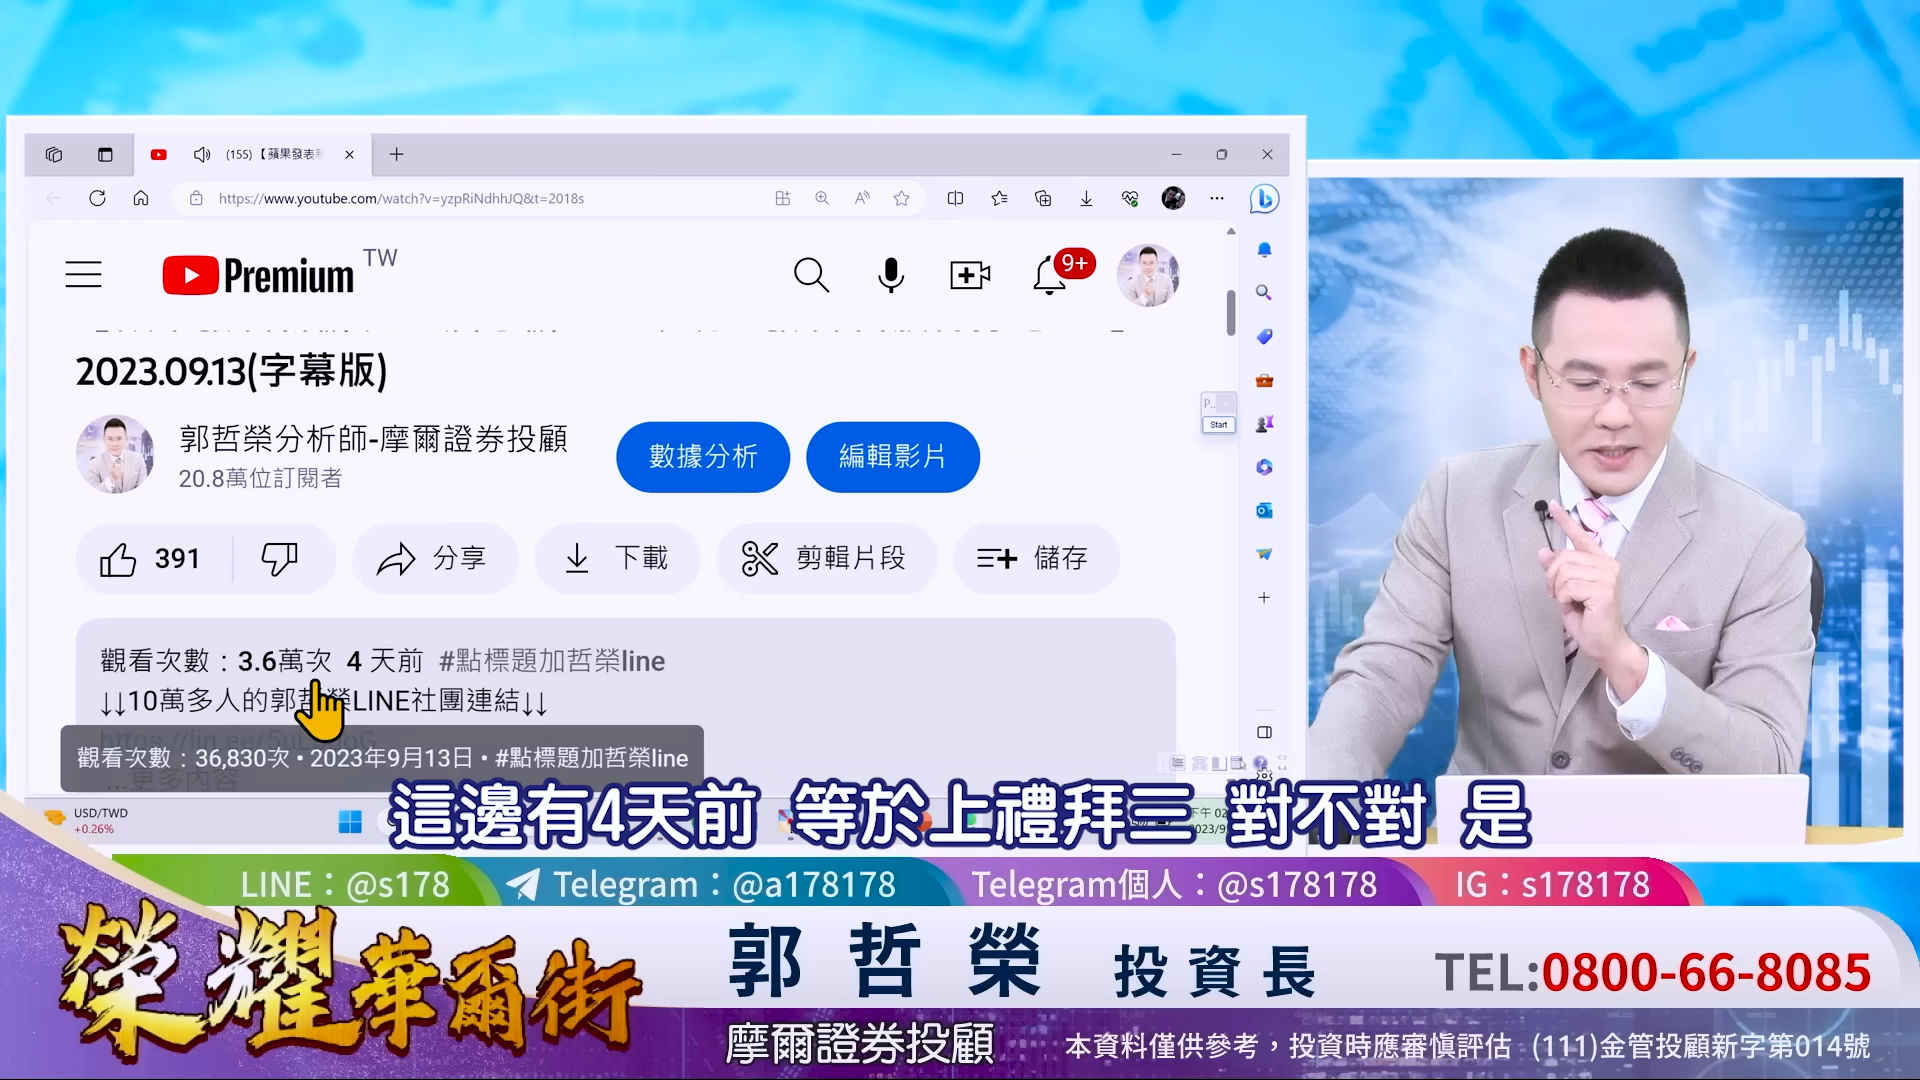 (155)【蘋果發表
https://www.youtube.com/watch?v=yzpRiNdhhJQ&t=2018s
Premium TW
9+
2023.09.13(字幕版)
郭哲榮分析師-摩爾證券投顧
20.8萬位訂閱者
數據分析
編輯影片
Start
391
分享
下載
剪輯片段
儲存
觀看次數：3.6萬次 4 天前 #點標題加哲榮line
↓↓10萬多人的郭哲榮LINE社團連結↓↓
觀看次數：36,830次 • 2023年9月13日 • #點標題加哲榮line
...更多內容
USD/TWD
+0.26%
這邊有4天前 等於上禮拜三 對不對 是
LINE：@s178
Telegram：@a178178
Telegram個人：@s178178
IG：s178178
榮耀華爾街
郭哲榮 投資長
TEL:0800-66-8085
摩爾證券投顧
本資料僅供參考，投資時應審慎評估 (111)金管投顧新字第014號